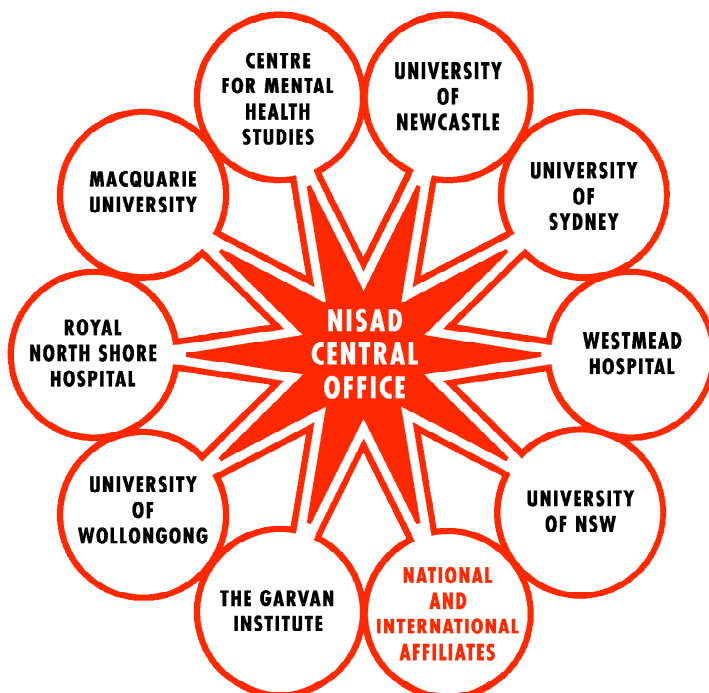 CENTRE
FOR MENTAL
HEALTH
STUDIES
UNIVERSITY
OF
NEWCASTLE
MACQUARIE
UNIVERSITY
UNIVERSITY
OF
SYDNEY
ROYAL
NORTH SHORE
HOSPITAL
NISAD
CENTRAL
OFFICE
WESTMEAD
HOSPITAL
UNIVERSITY
OF
WOLLONGONG
UNIVERSITY
OF NSW
THE GARVAN
INSTITUTE
NATIONAL
AND
INTERNATIONAL
AFFILIATES